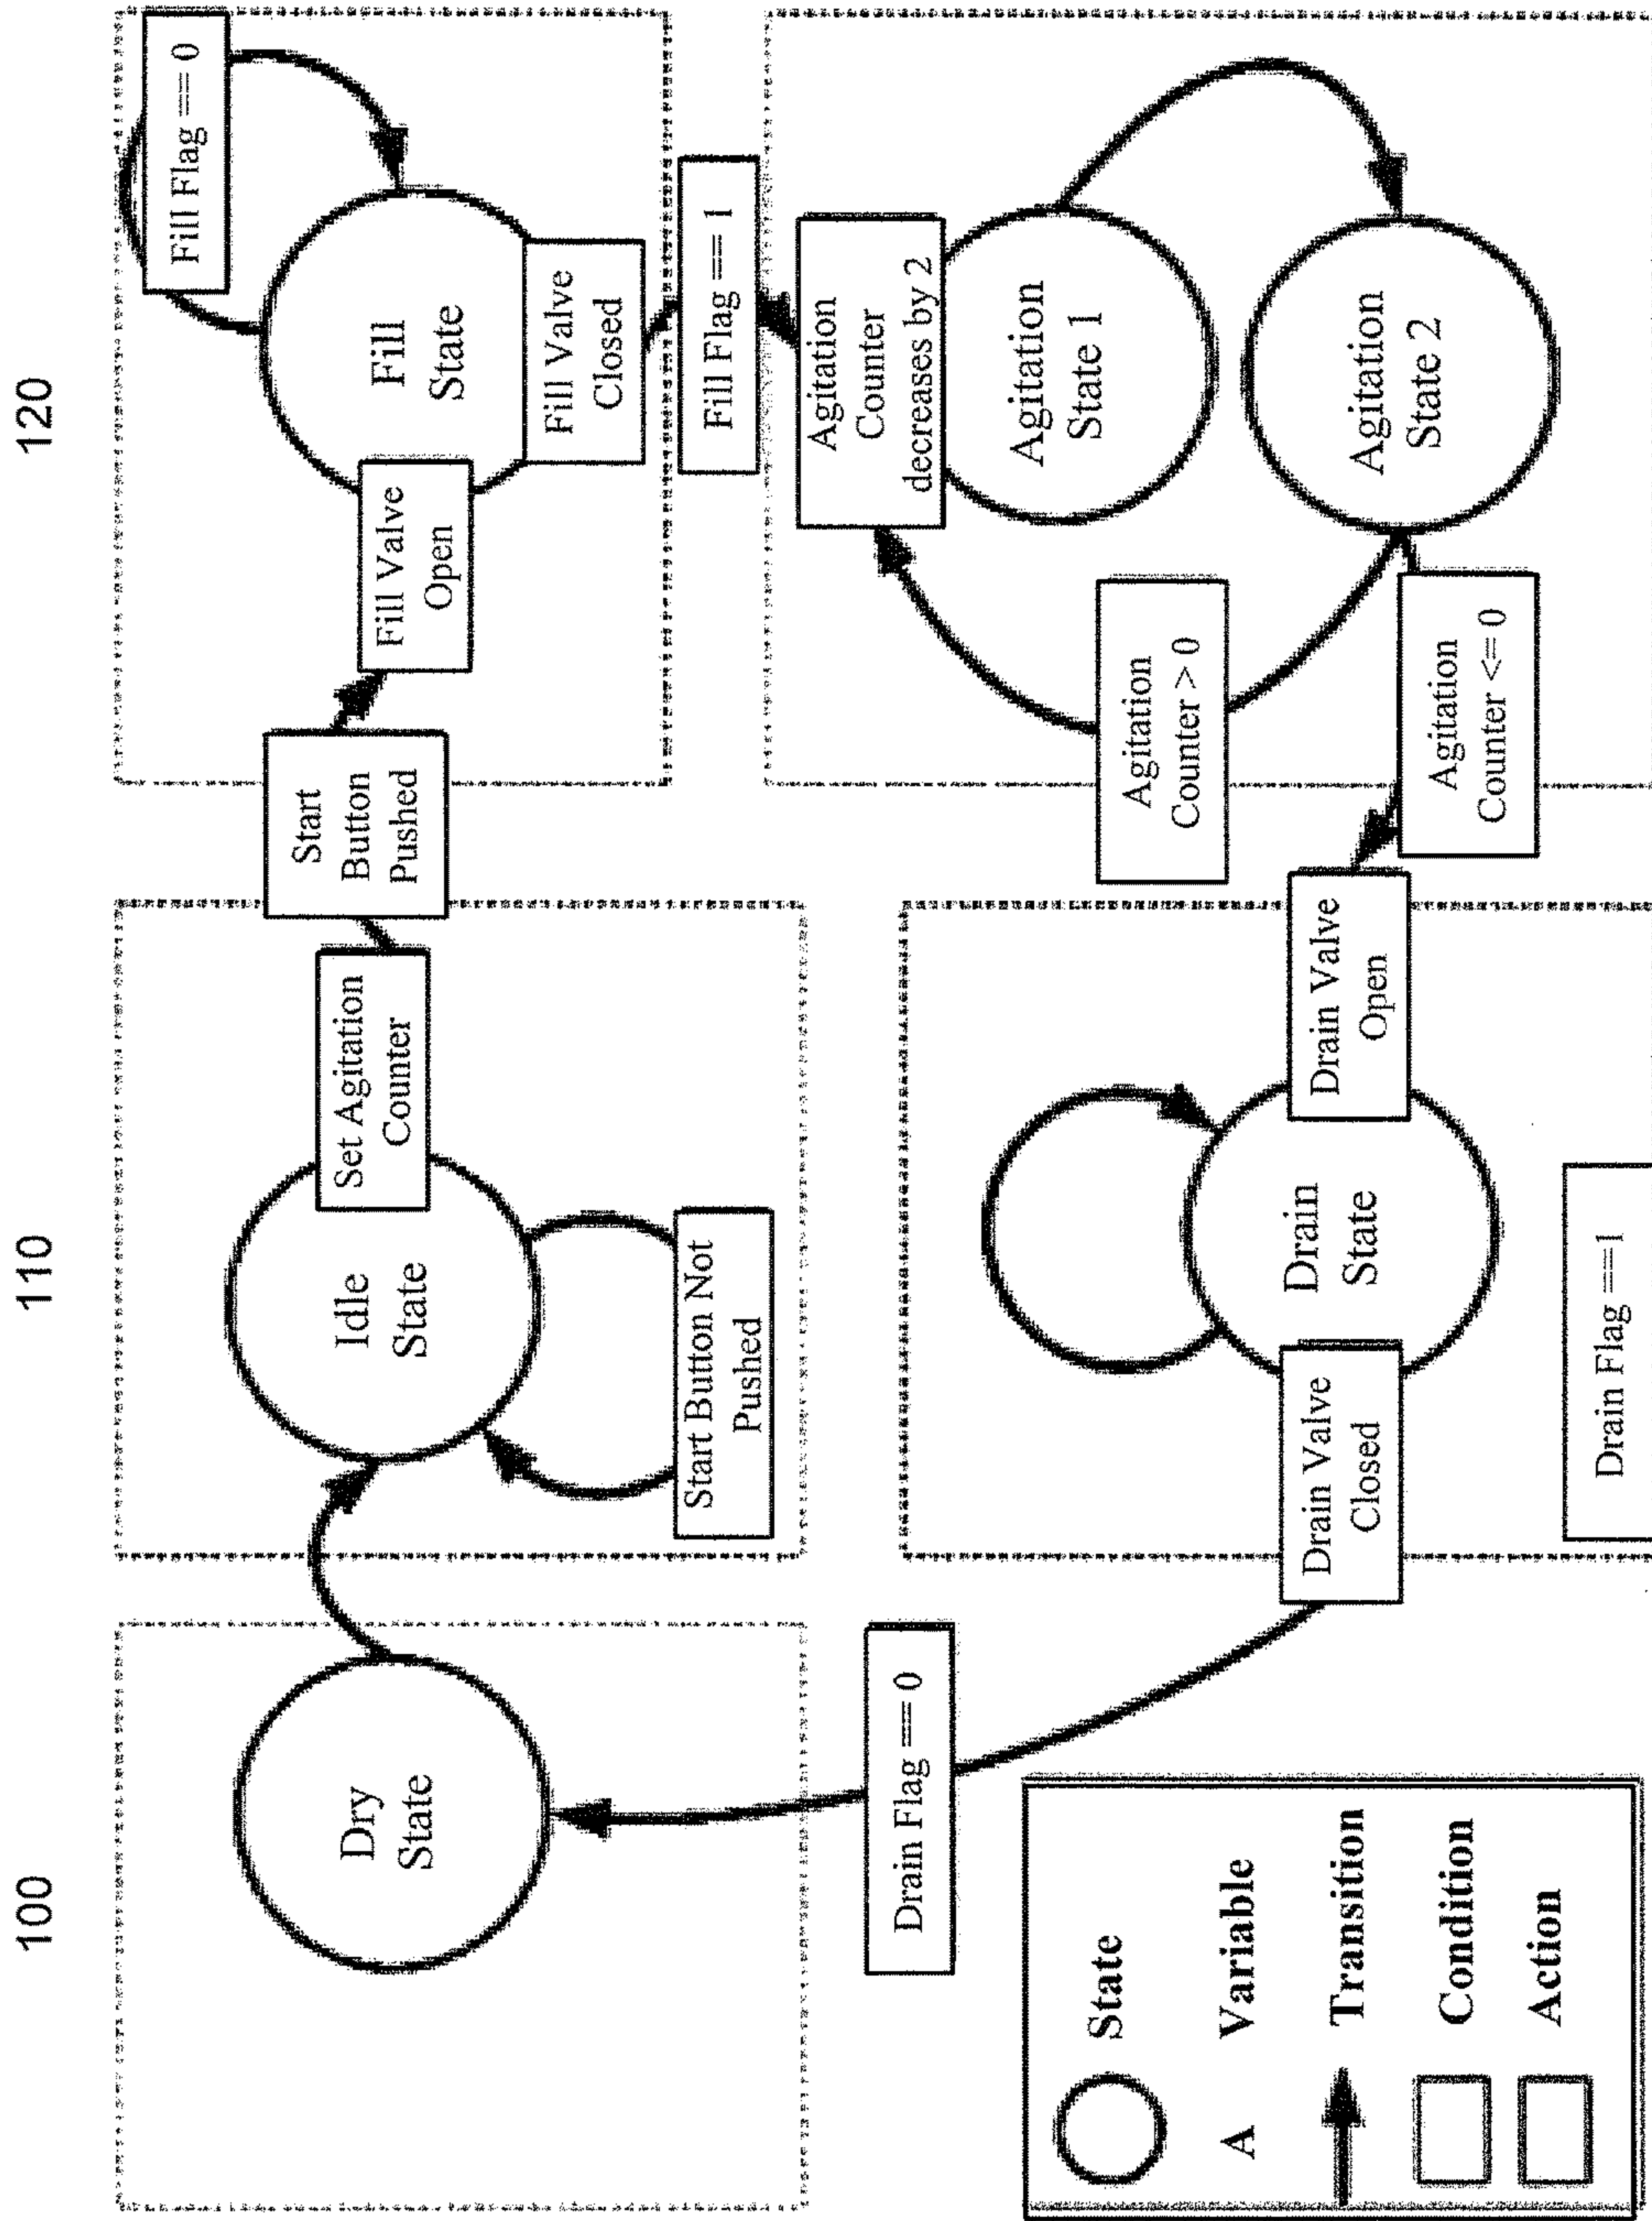 100
110
120
Dry
State
Idle
State
Set Agitation
Counter
Start Button Not
Pushed
Start
Button
Pushed
Fill Valve
Open
Fill
State
Fill Flag == 0
Fill Valve
Closed
Fill Flag == 1
Agitation
Counter
decreases by 2
Agitation
State 1
Agitation
State 2
Agitation
Counter > 0
Agitation
Counter <= 0
Drain Valve
Open
Drain
State
Drain Valve
Closed
Drain Flag ==1
Drain Flag == 0
State
A Variable
Transition
Condition
Action